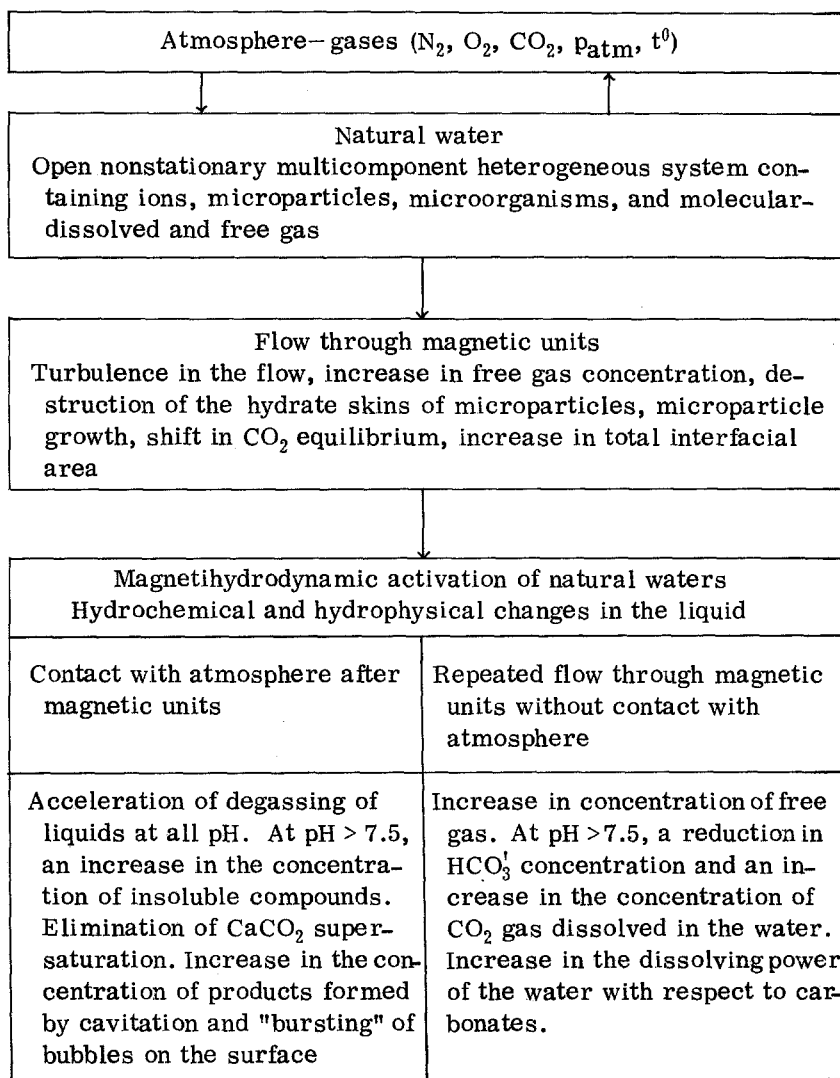 Atmosphere—gases (N₂, O₂, CO₂, p_atm, t⁰)
Natural water
Open nonstationary multicomponent heterogeneous system con-
taining ions, microparticles, microorganisms, and molecular-
dissolved and free gas
Flow through magnetic units
Turbulence in the flow, increase in free gas concentration, de-
struction of the hydrate skins of microparticles, microparticle
growth, shift in CO₂ equilibrium, increase in total interfacial
area
Magnetihydrodynamic activation of natural waters
Hydrochemical and hydrophysical changes in the liquid
Contact with atmosphere after
magnetic units
Repeated flow through magnetic
units without contact with
atmosphere
Acceleration of degassing of
liquids at all pH. At pH > 7.5,
an increase in the concentra-
tion of insoluble compounds.
Elimination of CaCO₂ super-
saturation. Increase in the con-
centration of products formed
by cavitation and "bursting" of
bubbles on the surface
Increase in concentration of free
gas. At pH >7.5, a reduction in
HCO₃' concentration and an in-
crease in the concentration of
CO₂ gas dissolved in the water.
Increase in the dissolving power
of the water with respect to car-
bonates.